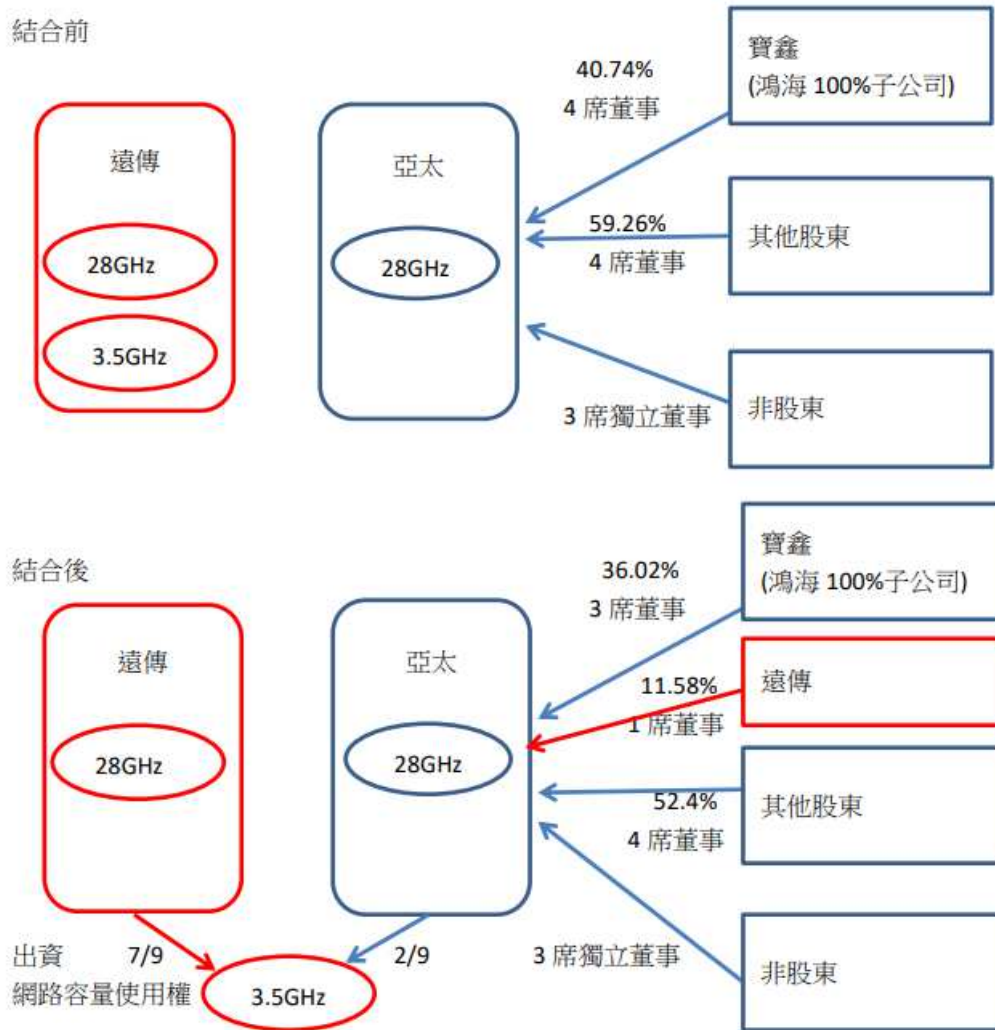 結合前
遠傳
28GHz
3.5GHz
亞太
28GHz
40.74%
4 席董事
59.26%
4 席董事
3 席獨立董事
寶鑫
(鴻海 100%子公司)
其他股東
非股東
結合後
遠傳
28GHz
亞太
28GHz
36.02%
3 席董事
11.58%
1 席董事
52.4%
4 席董事
3 席獨立董事
寶鑫
(鴻海 100%子公司)
遠傳
其他股東
非股東
出資 7/9
2/9
網路容量使用權
3.5GHz